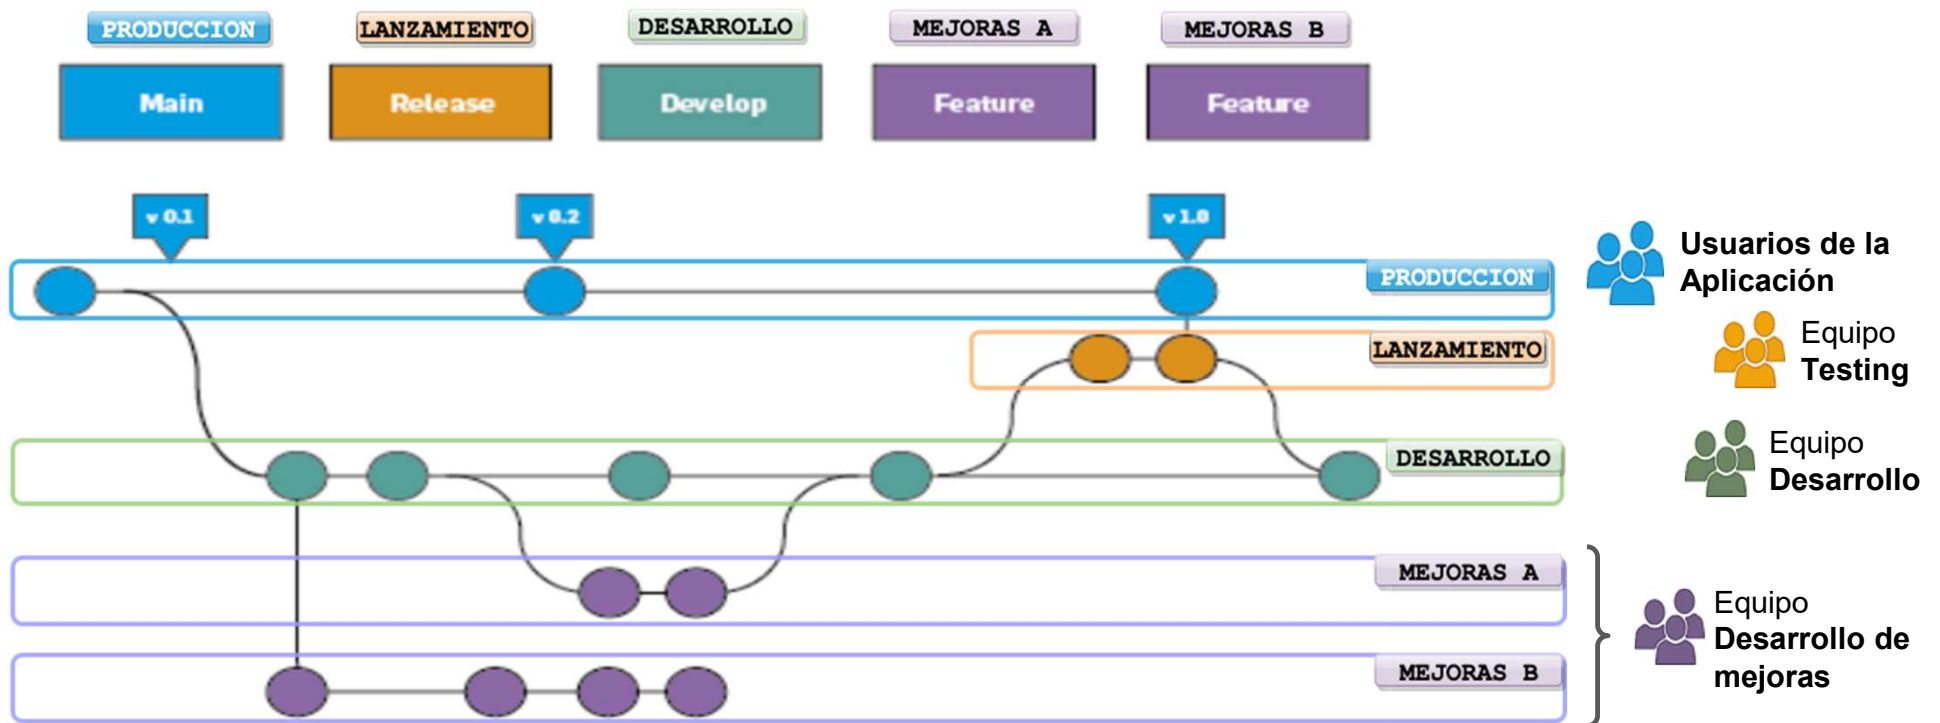 PRODUCCION
LANZAMIENTO
DESARROLLO
MEJORAS A
MEJORAS B
Main
Release
Develop
Feature
Feature
v 0.1
v 0.2
v 1.0
PRODUCCION
Usuarios de la
Aplicación
LANZAMIENTO
Equipo
Testing
DESARROLLO
Equipo
Desarrollo
MEJORAS A
MEJORAS B
Equipo
Desarrollo de
mejoras